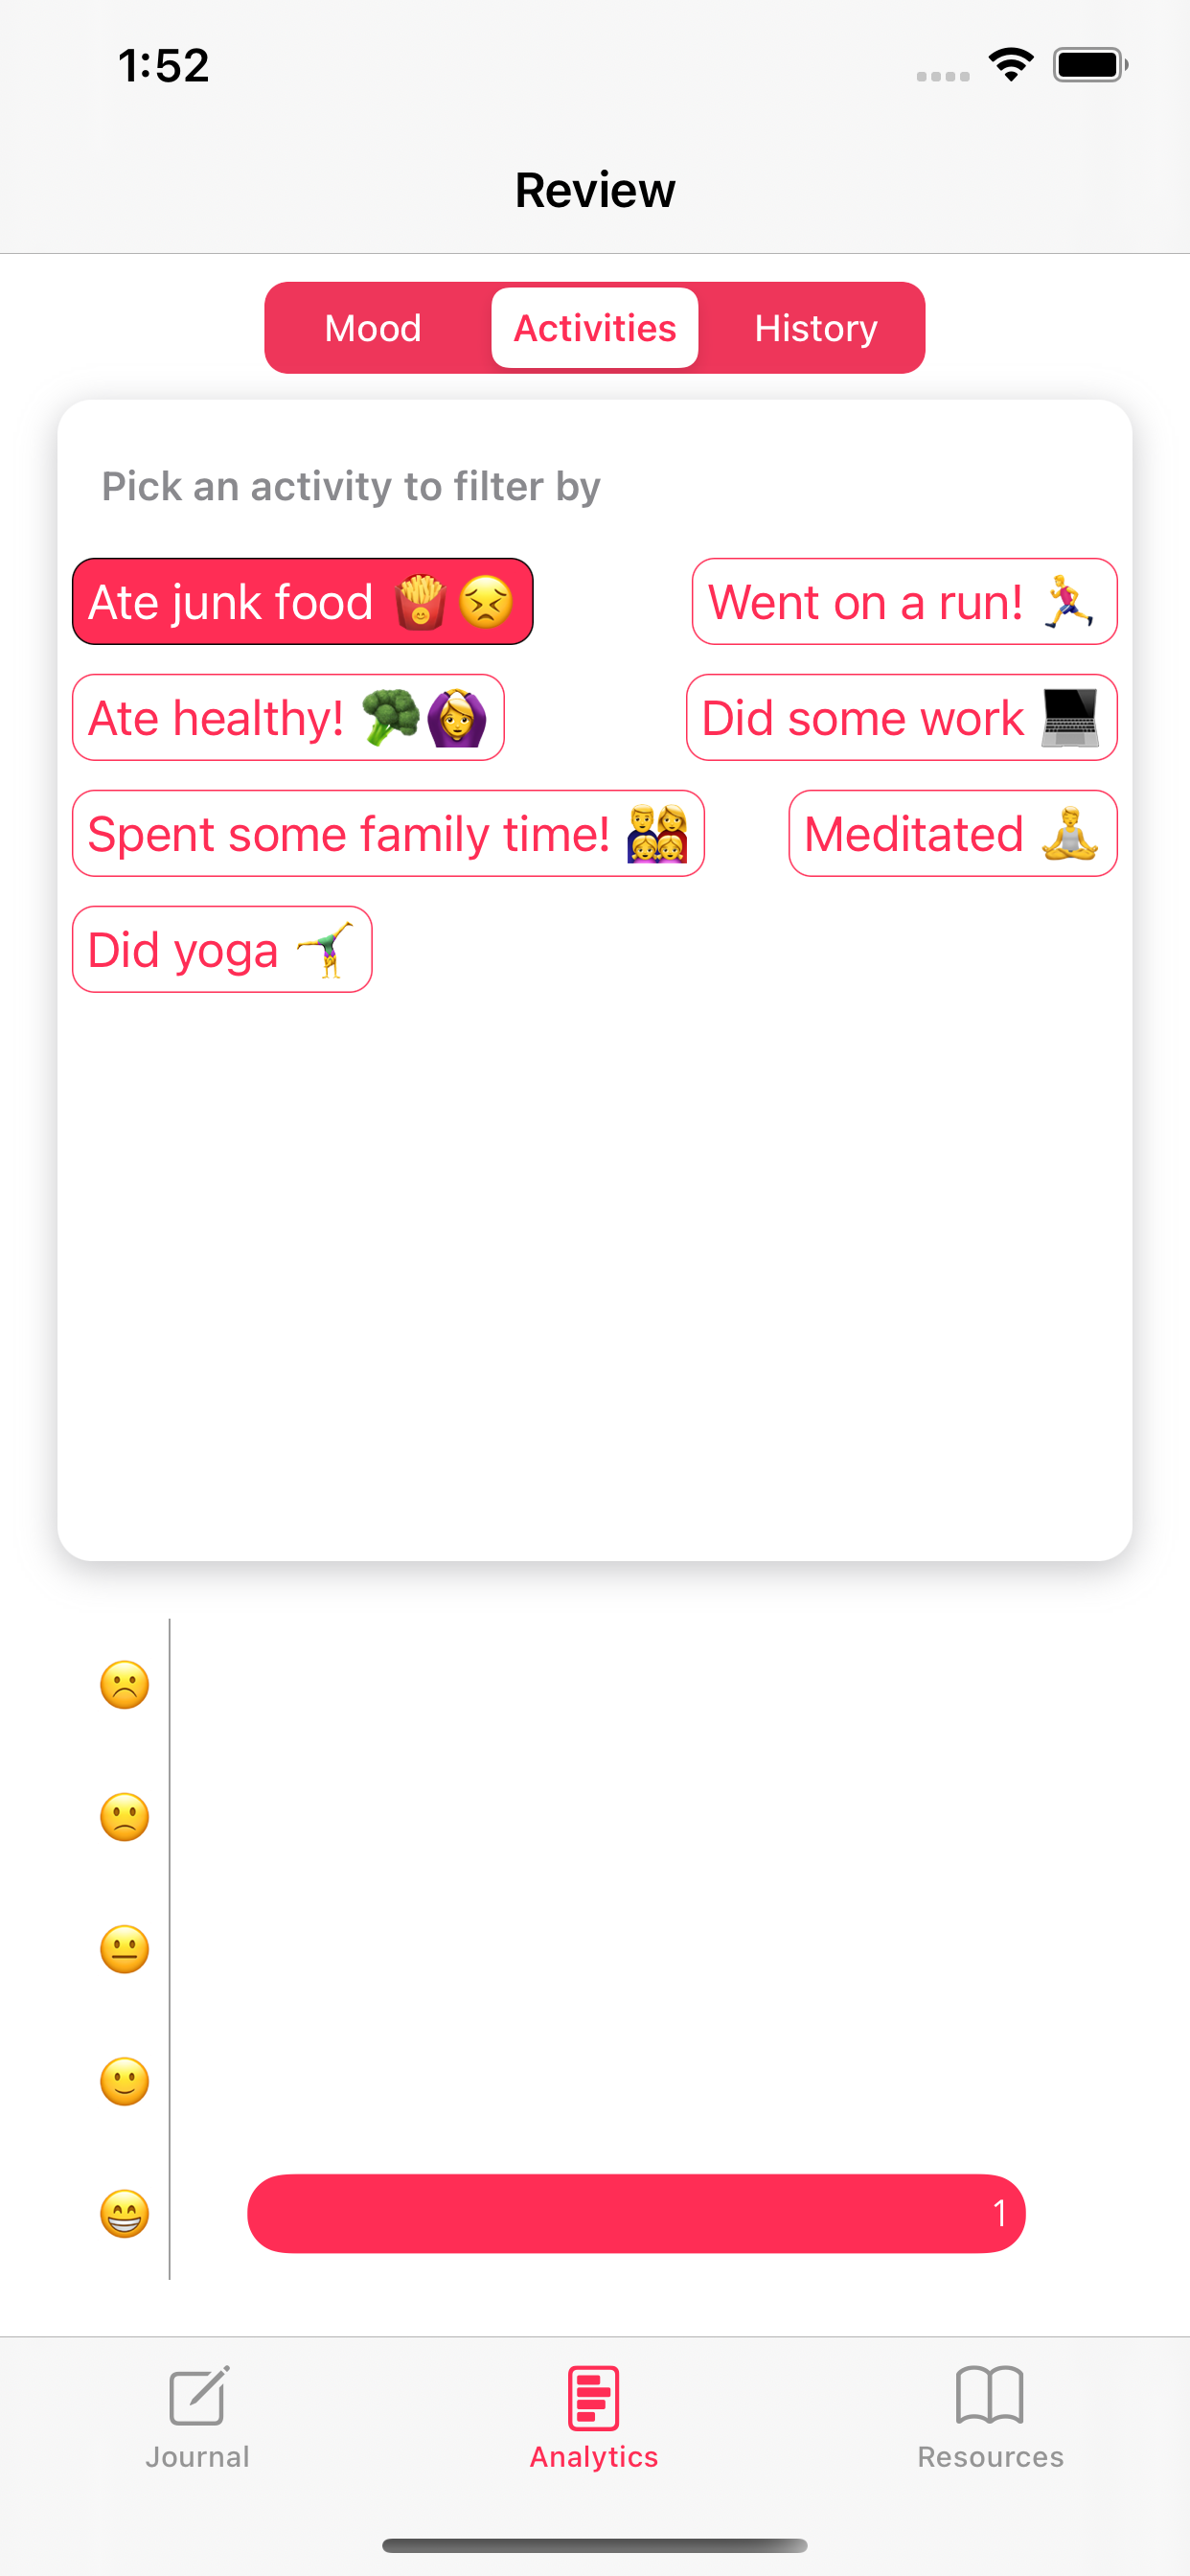 1:52
Review
Mood Activities History
Pick an activity to filter by
Ate junk food 🍟😣 Went on a run! 🏃
Ate healthy! 🥦🙆 Did some work 💻
Spent some family time! 👨‍👩‍👧‍👧 Meditated 🧘
Did yoga 🤸
☹️
🙁
😐
🙂
😁 1
Journal Analytics Resources